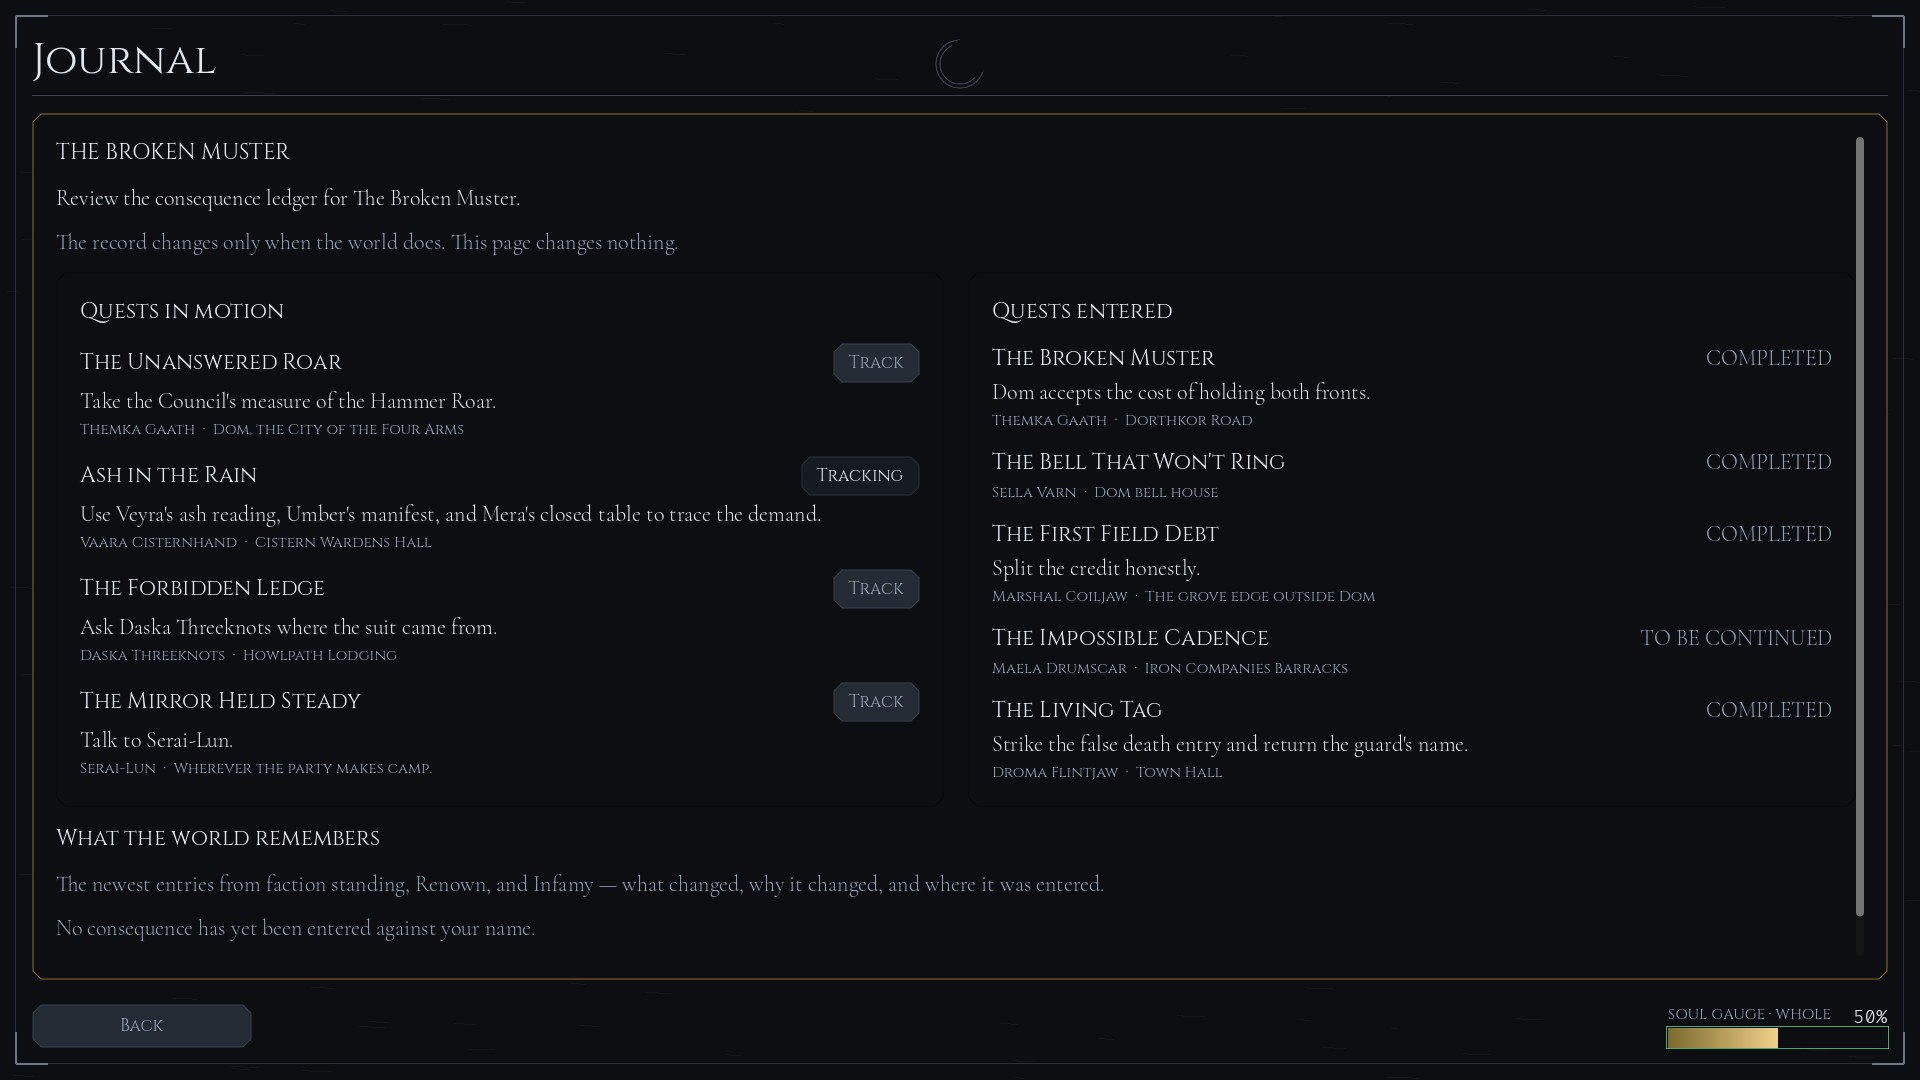 Journal
THE BROKEN MUSTER
Review the consequence ledger for The Broken Muster.
The record changes only when the world does. This page changes nothing.
Quests in motion
The Unanswered Roar
Track
Take the Council's measure of the Hammer Roar.
Themka Gaath · Dom, the City of the Four Arms
Ash in the Rain
Tracking
Use Veyra's ash reading, Umber's manifest, and Mera's closed table to trace the demand.
Vaara Cisternhand · Cistern Wardens Hall
The Forbidden Ledge
Track
Ask Daska Threeknots where the suit came from.
Daska Threeknots · Howlpath Lodging
The Mirror Held Steady
Track
Talk to Serai-Lun.
Serai-Lun · Wherever the party makes camp.
Quests entered
The Broken Muster
COMPLETED
Dom accepts the cost of holding both fronts.
Themka Gaath · Dorthkor Road
The Bell That Won't Ring
COMPLETED
Sella Varn · Dom bell house
The First Field Debt
COMPLETED
Split the credit honestly.
Marshal Coiljaw · The grove edge outside Dom
The Impossible Cadence
TO BE CONTINUED
Maela Drumscar · Iron Companies Barracks
The Living Tag
COMPLETED
Strike the false death entry and return the guard's name.
Droma Flintjaw · Town Hall
What the world remembers
The newest entries from faction standing, Renown, and Infamy — what changed, why it changed, and where it was entered.
No consequence has yet been entered against your name.
Back
SOUL GAUGE · WHOLE 50%